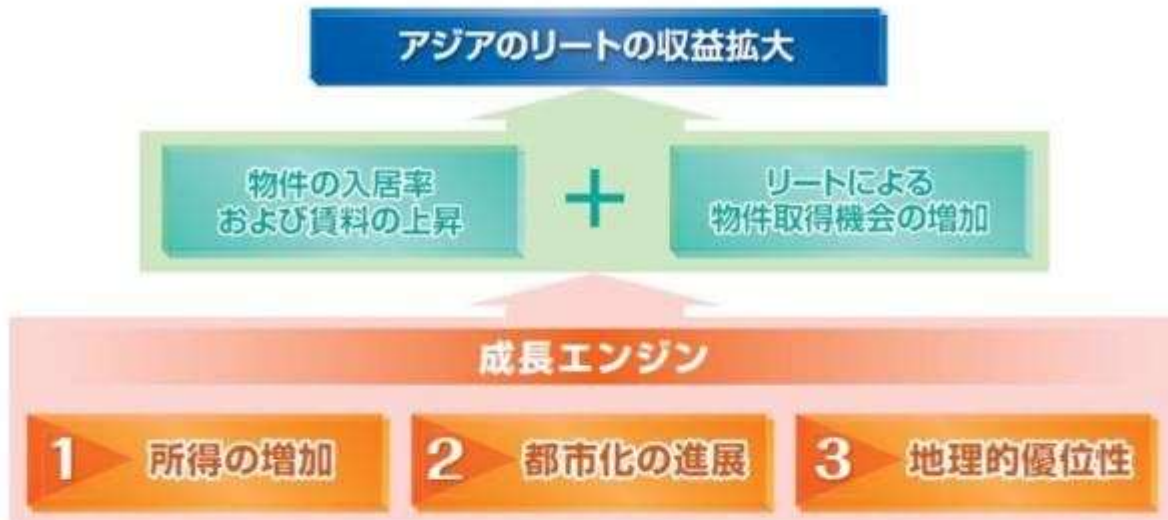 アジアのリートの収益拡大
物件の入居率
および賃料の上昇
+
リートによる
物件取得機会の増加
成長エンジン
1 所得の増加
2 都市化の進展
3 地理的優位性